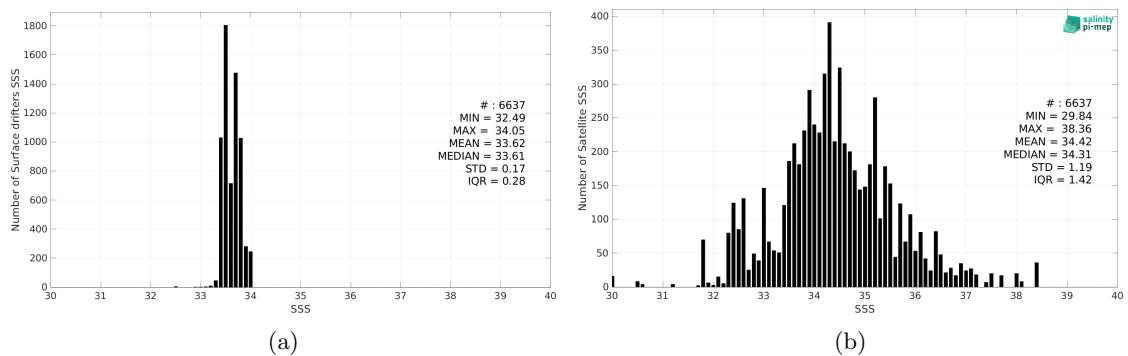 Number of Surface drifters SSS
1800
1600
1400
1200
1000
800
600
400
200
0
# : 6637
MIN = 32.49
MAX = 34.05
MEAN = 33.62
MEDIAN = 33.61
STD = 0.17
IQR = 0.28
30 31 32 33 34 35 36 37 38 39 40
SSS
(a)
Number of Satellite SSS
400
350
300
250
200
150
100
50
0
salinity
pi-mep
# : 6637
MIN = 29.84
MAX = 38.36
MEAN = 34.42
MEDIAN = 34.31
STD = 1.19
IQR = 1.42
30 31 32 33 34 35 36 37 38 39 40
SSS
(b)